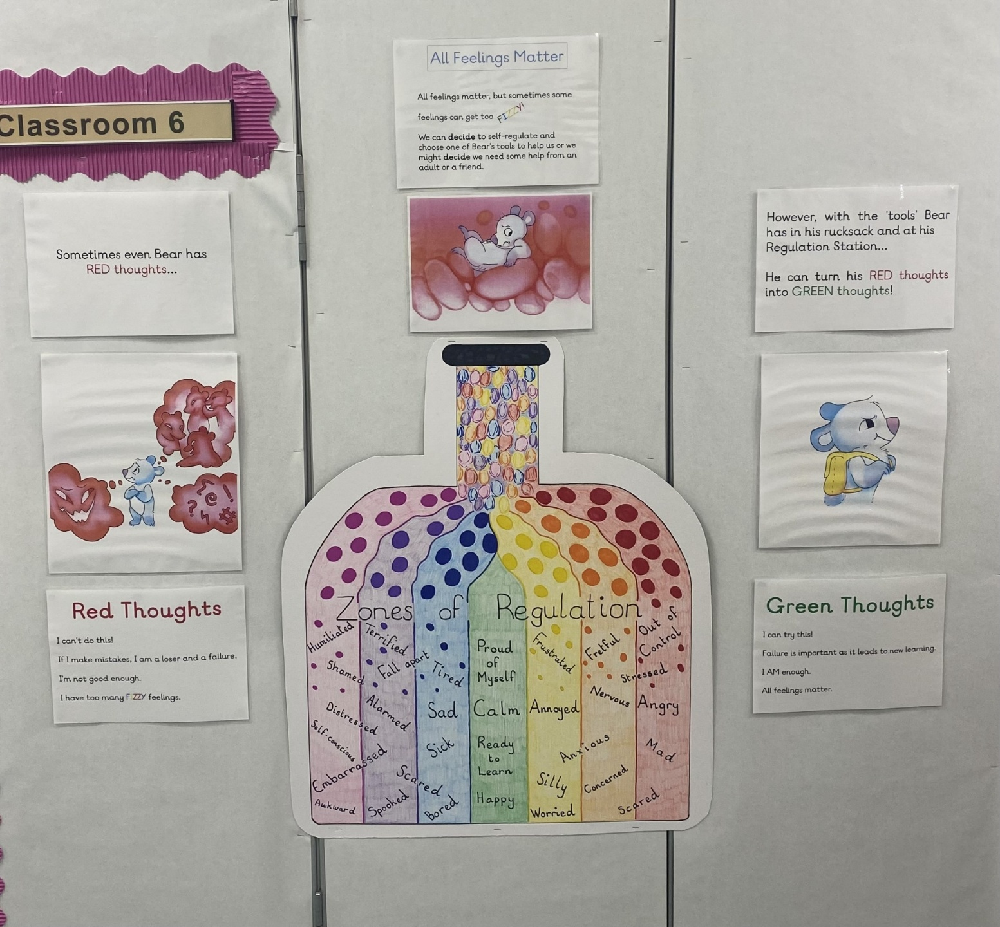 Classroom 6
All Feelings Matter
All feelings matter, but sometimes some
feelings can get too FIZZY!
We can decide to self-regulate and
choose one of Bear's tools to help us or we
might decide we need some help from an
adult or a friend.
Sometimes even Bear has
RED thoughts...
However, with the 'tools' Bear
has in his rucksack and at his
Regulation Station...
He can turn his RED thoughts
into GREEN thoughts!
? @ !
? #
Red Thoughts
I can't do this!
If I make mistakes, I am a loser and a failure.
I'm not good enough.
I have too many FIZZY feelings.
Zones of Regulation
Humiliated
Shamed
Distressed
Self-conscious
Embarrassed
Awkward
Terrified
Fall apart
Alarmed
Scared
Spooked
Tired
Sad
Sick
Bored
Proud
of
Myself
Calm
Ready
to
Learn
Happy
Frustrated
Annoyed
Silly
Worried
Fretful
Nervous
Anxious
Concerned
Out of
Control
Stressed
Angry
Mad
Scared
Green Thoughts
I can try this!
Failure is important as it leads to new learning.
I AM enough.
All feelings matter.